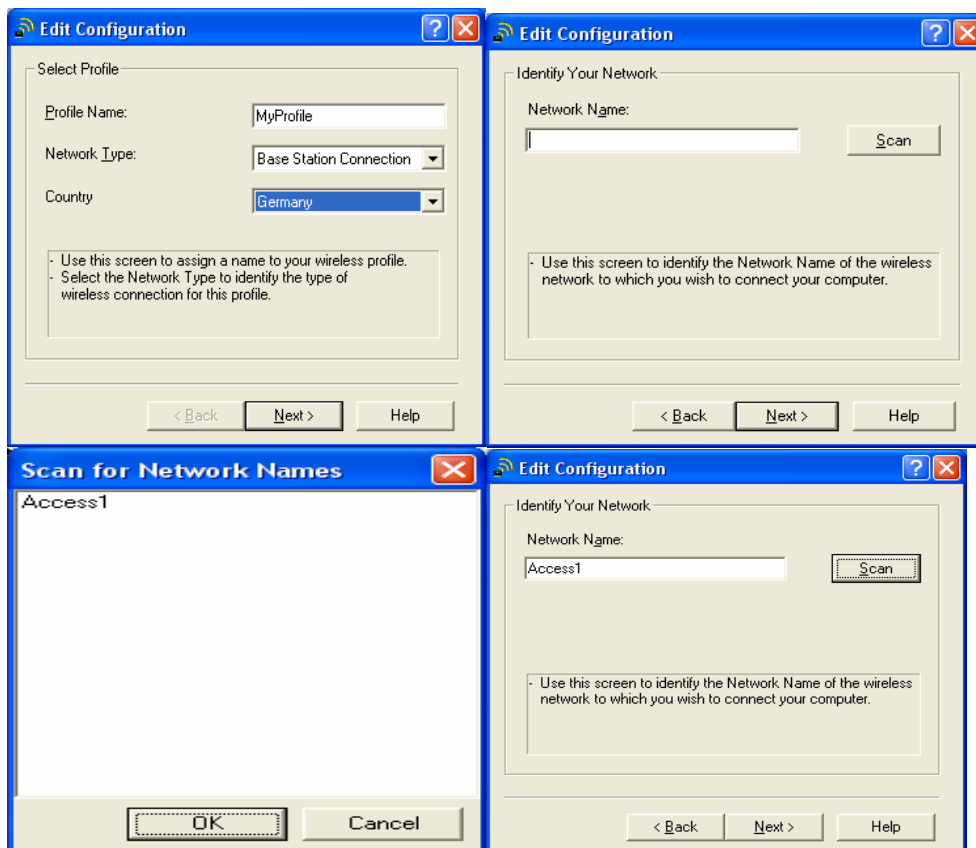 Edit Configuration
Select Profile
Profile Name:
MyProfile
Network Type:
Base Station Connection
Country
Germany
- Use this screen to assign a name to your wireless profile.
- Select the Network Type to identify the type of
wireless connection for this profile.
< Back
Next >
Help
Edit Configuration
Identify Your Network
Network Name:
Scan
- Use this screen to identify the Network Name of the wireless
network to which you wish to connect your computer.
< Back
Next >
Help
Scan for Network Names
Access1
OK
Cancel
Edit Configuration
Identify Your Network
Network Name:
Access1
Scan
- Use this screen to identify the Network Name of the wireless
network to which you wish to connect your computer.
< Back
Next >
Help